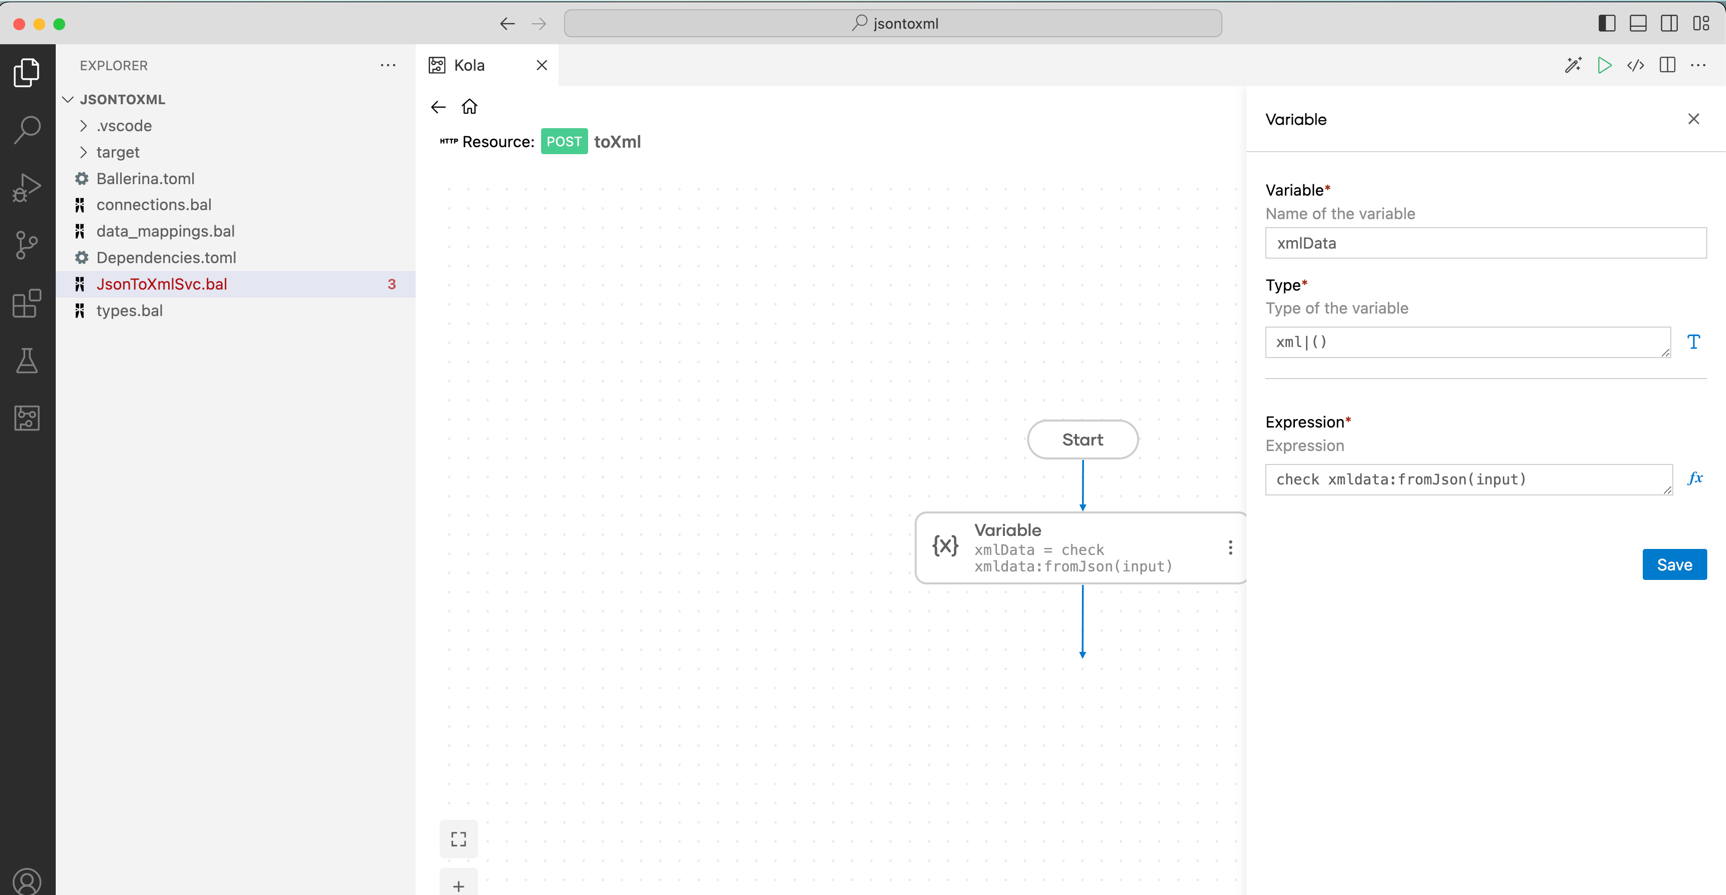 jsontoxml
EXPLORER
JSONTOXML
.vscode
target
Ballerina.toml
connections.bal
data_mappings.bal
Dependencies.toml
JsonToXmlSvc.bal 3
types.bal
Kola
HTTP Resource: POST toXml
Start
{X} Variable
xmlData = check
xmldata:fromJson(input)
Variable
Variable*
Name of the variable
xmlData
Type*
Type of the variable
xml|()
T
Expression*
Expression
check xmldata:fromJson(input)
fx
Save